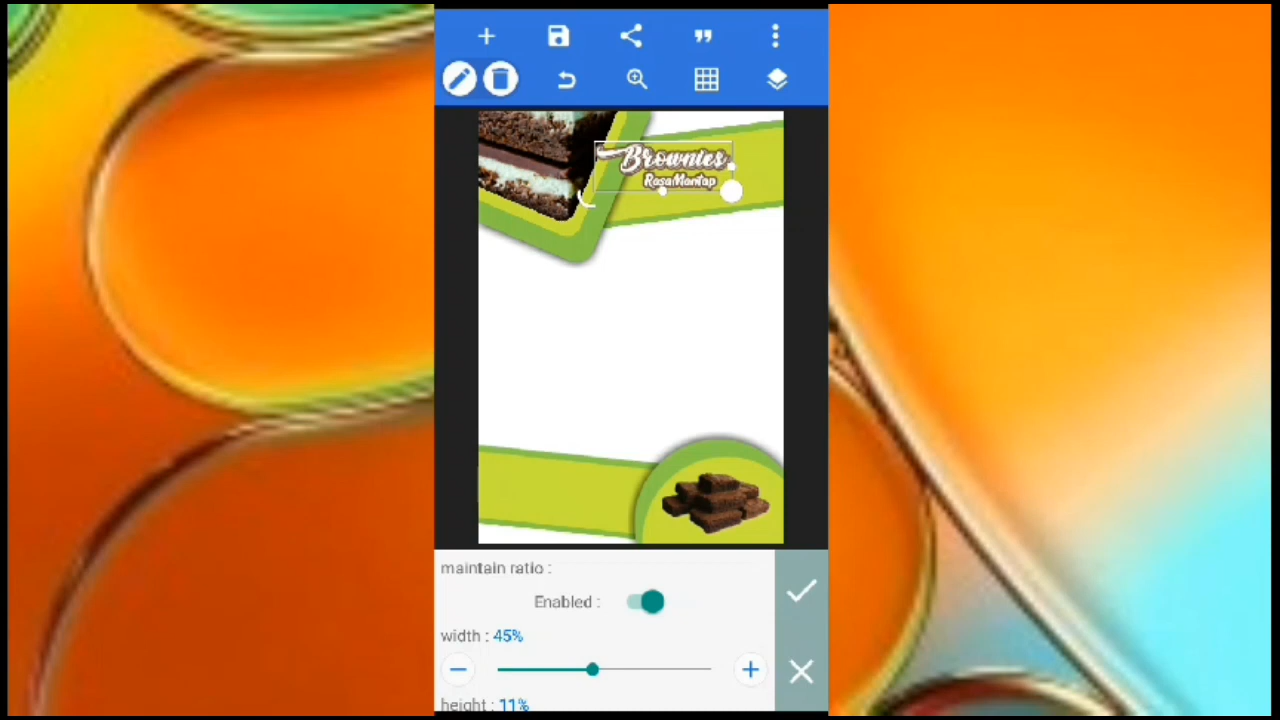 Brownies
RasaMantap
maintain ratio :
Enabled :
width : 45%
height : 11%